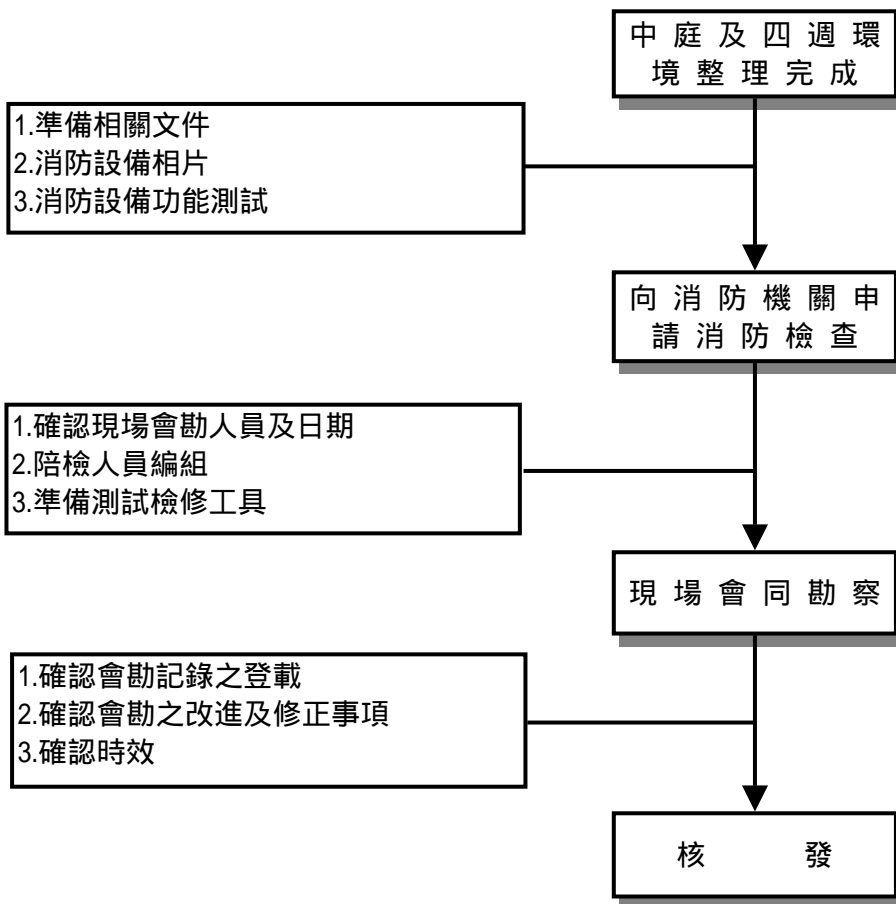 中庭及四週環
境整理完成
1.準備相關文件
2.消防設備相片
3.消防設備功能測試
向消防機關申
請消防檢查
1.確認現場會勘人員及日期
2.陪檢人員編組
3.準備測試檢修工具
現場會同勘察
1.確認會勘記錄之登載
2.確認會勘之改進及修正事項
3.確認時效
核發